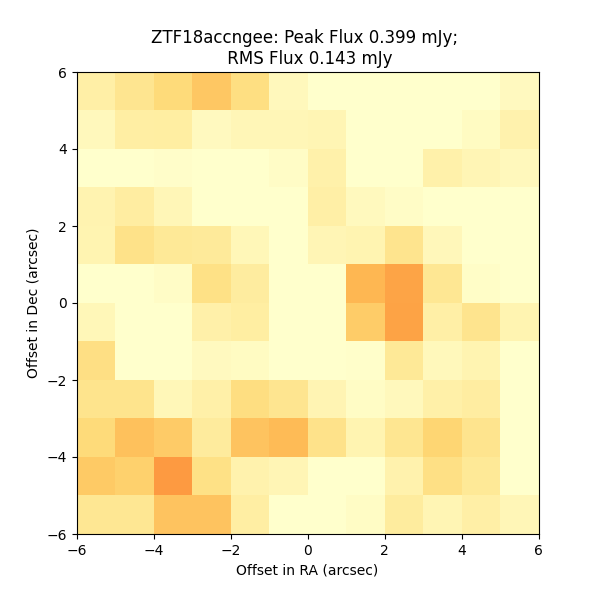 ZTF18accngee: Peak Flux 0.399 mJy;
RMS Flux 0.143 mJy
6
4
2
0
−2
−4
−6
Offset in Dec (arcsec)
−6 −4 −2 0 2 4 6
Offset in RA (arcsec)